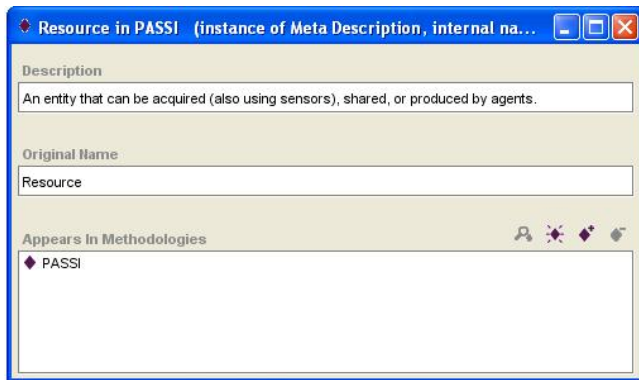 Resource in PASSI (instance of Meta Description, internal na...
Description
An entity that can be acquired (also using sensors), shared, or produced by agents.
Original Name
Resource
Appears In Methodologies
PASSI